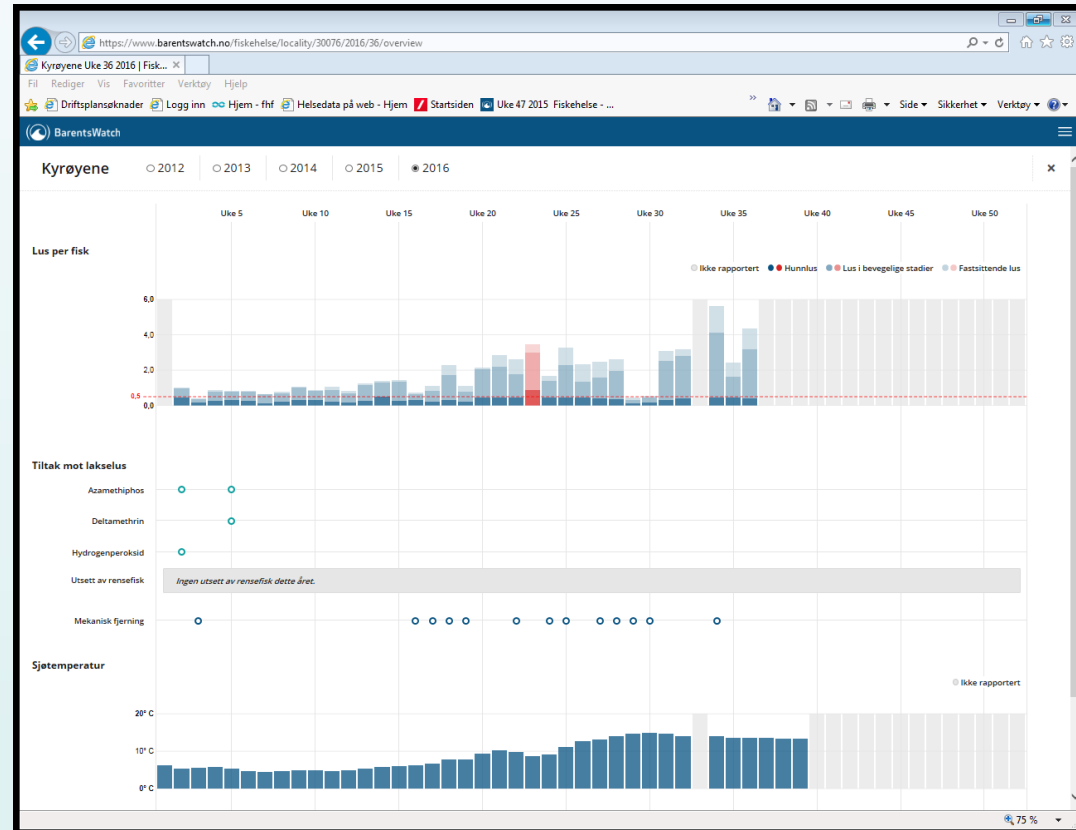 https://www.barentswatch.no/fiskehelse/locality/30076/2016/36/overview
Kyrøyene Uke 36 2016 | Fisk...
Fil Rediger Vis Favoritter Verktøy Hjelp
Driftsplansøknader Logg inn Hjem - fhf Helsedata på web - Hjem Startsiden Uke 47 2015 Fiskehelse - ... » Side Sikkerhet Verktøy
BarentsWatch
Kyrøyene 2012 2013 2014 2015 2016
Uke 5 Uke 10 Uke 15 Uke 20 Uke 25 Uke 30 Uke 35 Uke 40 Uke 45 Uke 50
Lus per fisk
Ikke rapportert Hunnlus Lus i bevegelige stadier Fastsittende lus
6,0
4,0
2,0
0,5
0,0
Tiltak mot lakselus
Azamethiphos
Deltamethrin
Hydrogenperoksid
Utsett av rensefisk Ingen utsett av rensefisk dette året.
Mekanisk fjerning
Sjøtemperatur
Ikke rapportert
20° C
10° C
0° C
75 %